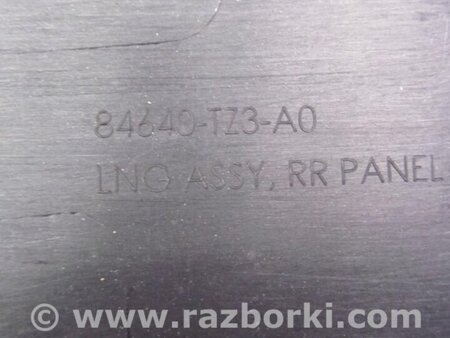 84640-TZ3-A0
LNG ASSY, RR PANEL
© www.razborki.com